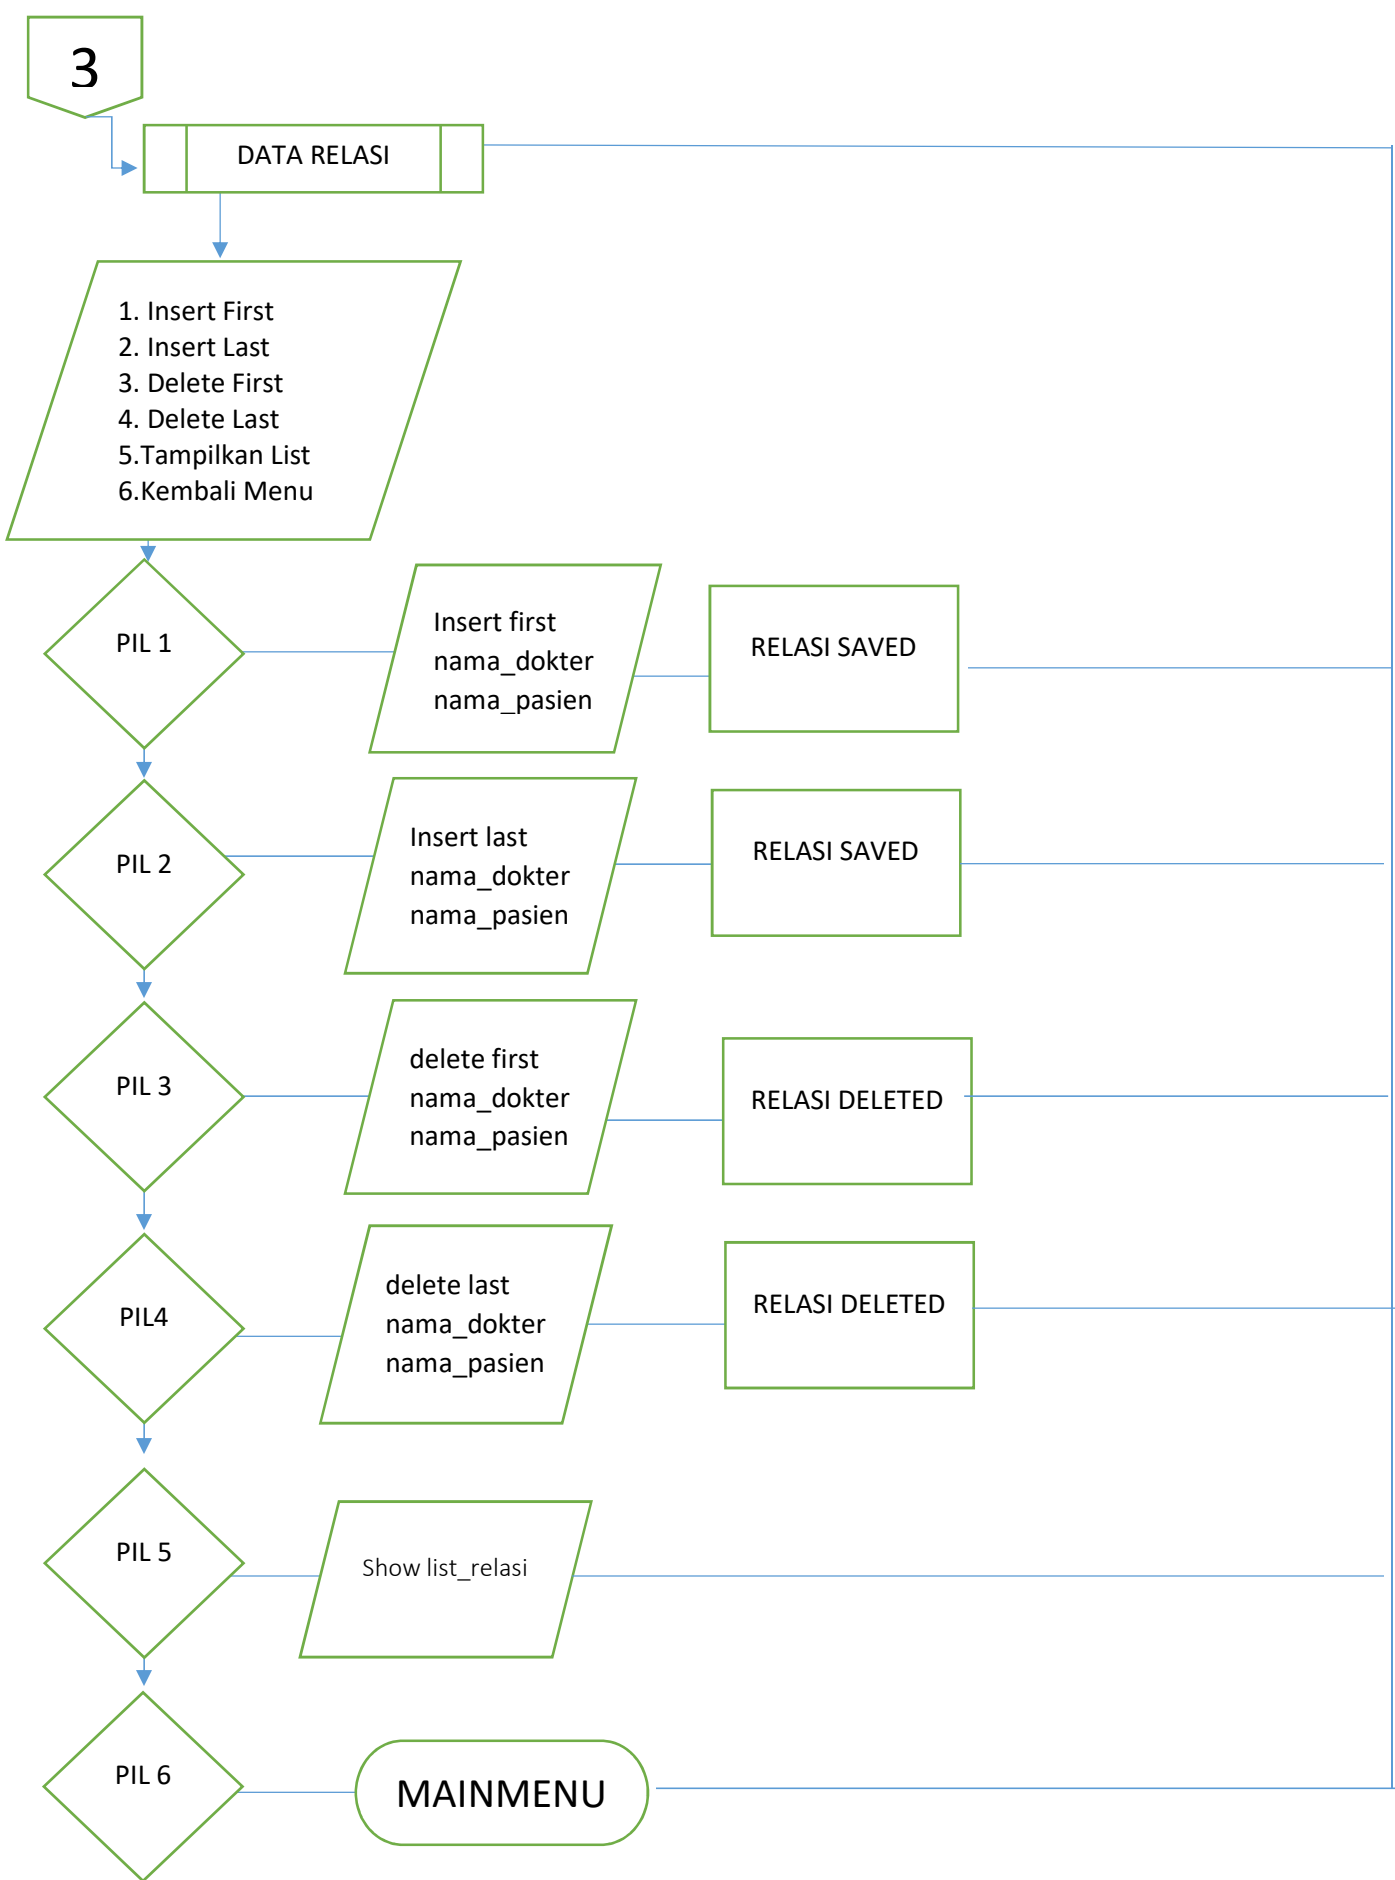 3
DATA RELASI
1. Insert First
2. Insert Last
3. Delete First
4. Delete Last
5.Tampilkan List
6.Kembali Menu
PIL 1
Insert first
nama_dokter
nama_pasien
RELASI SAVED
PIL 2
Insert last
nama_dokter
nama_pasien
RELASI SAVED
PIL 3
delete first
nama_dokter
nama_pasien
RELASI DELETED
PIL4
delete last
nama_dokter
nama_pasien
RELASI DELETED
PIL 5
Show list_relasi
PIL 6
MAINMENU